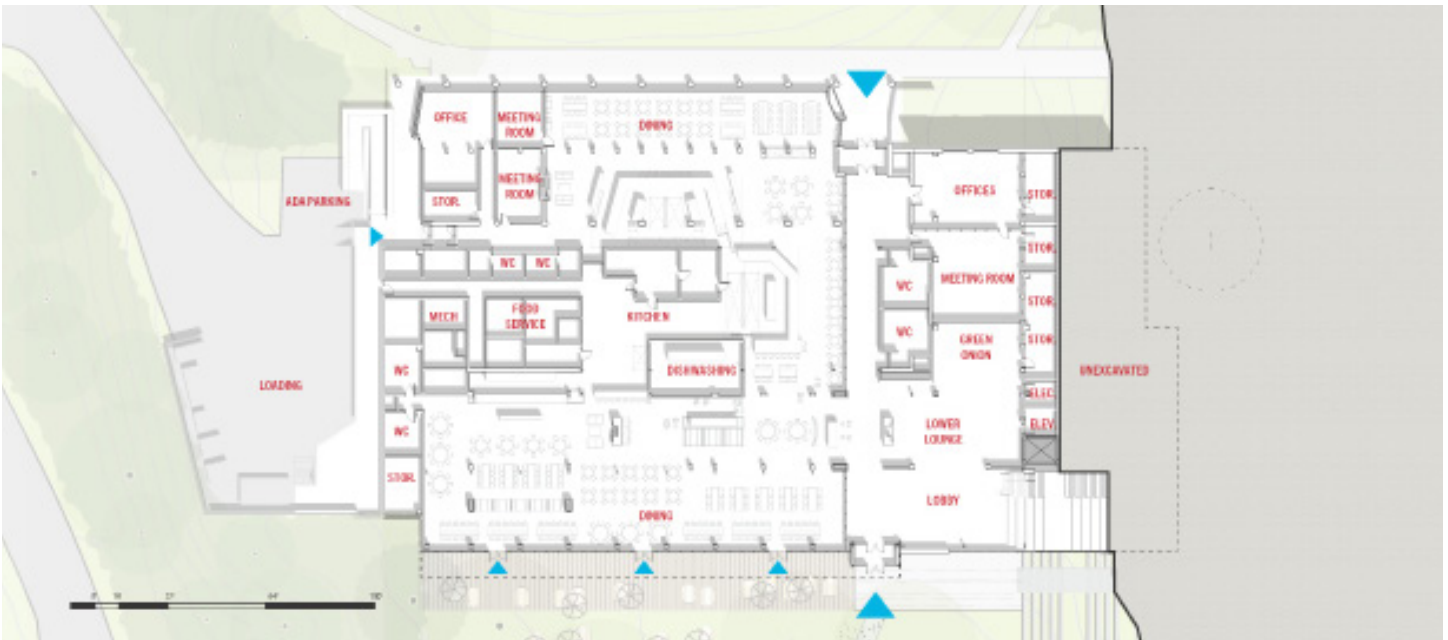 OFFICE
MEETING
ROOM
DINING
MEETING
ROOM
OFFICES
STOR.
ADA PARKING
STOR.
STOR.
WC
WC
MEETING ROOM
WC
STOR.
MECH
FOOD
SERVICE
KITCHEN
WC
GREEN
ONION
STOR.
WC
DISHWASHING
UNEXCAVATED
LOADING
ELEC.
WC
LOWER
LOUNGE
ELEV
STOR.
LOBBY
DINING